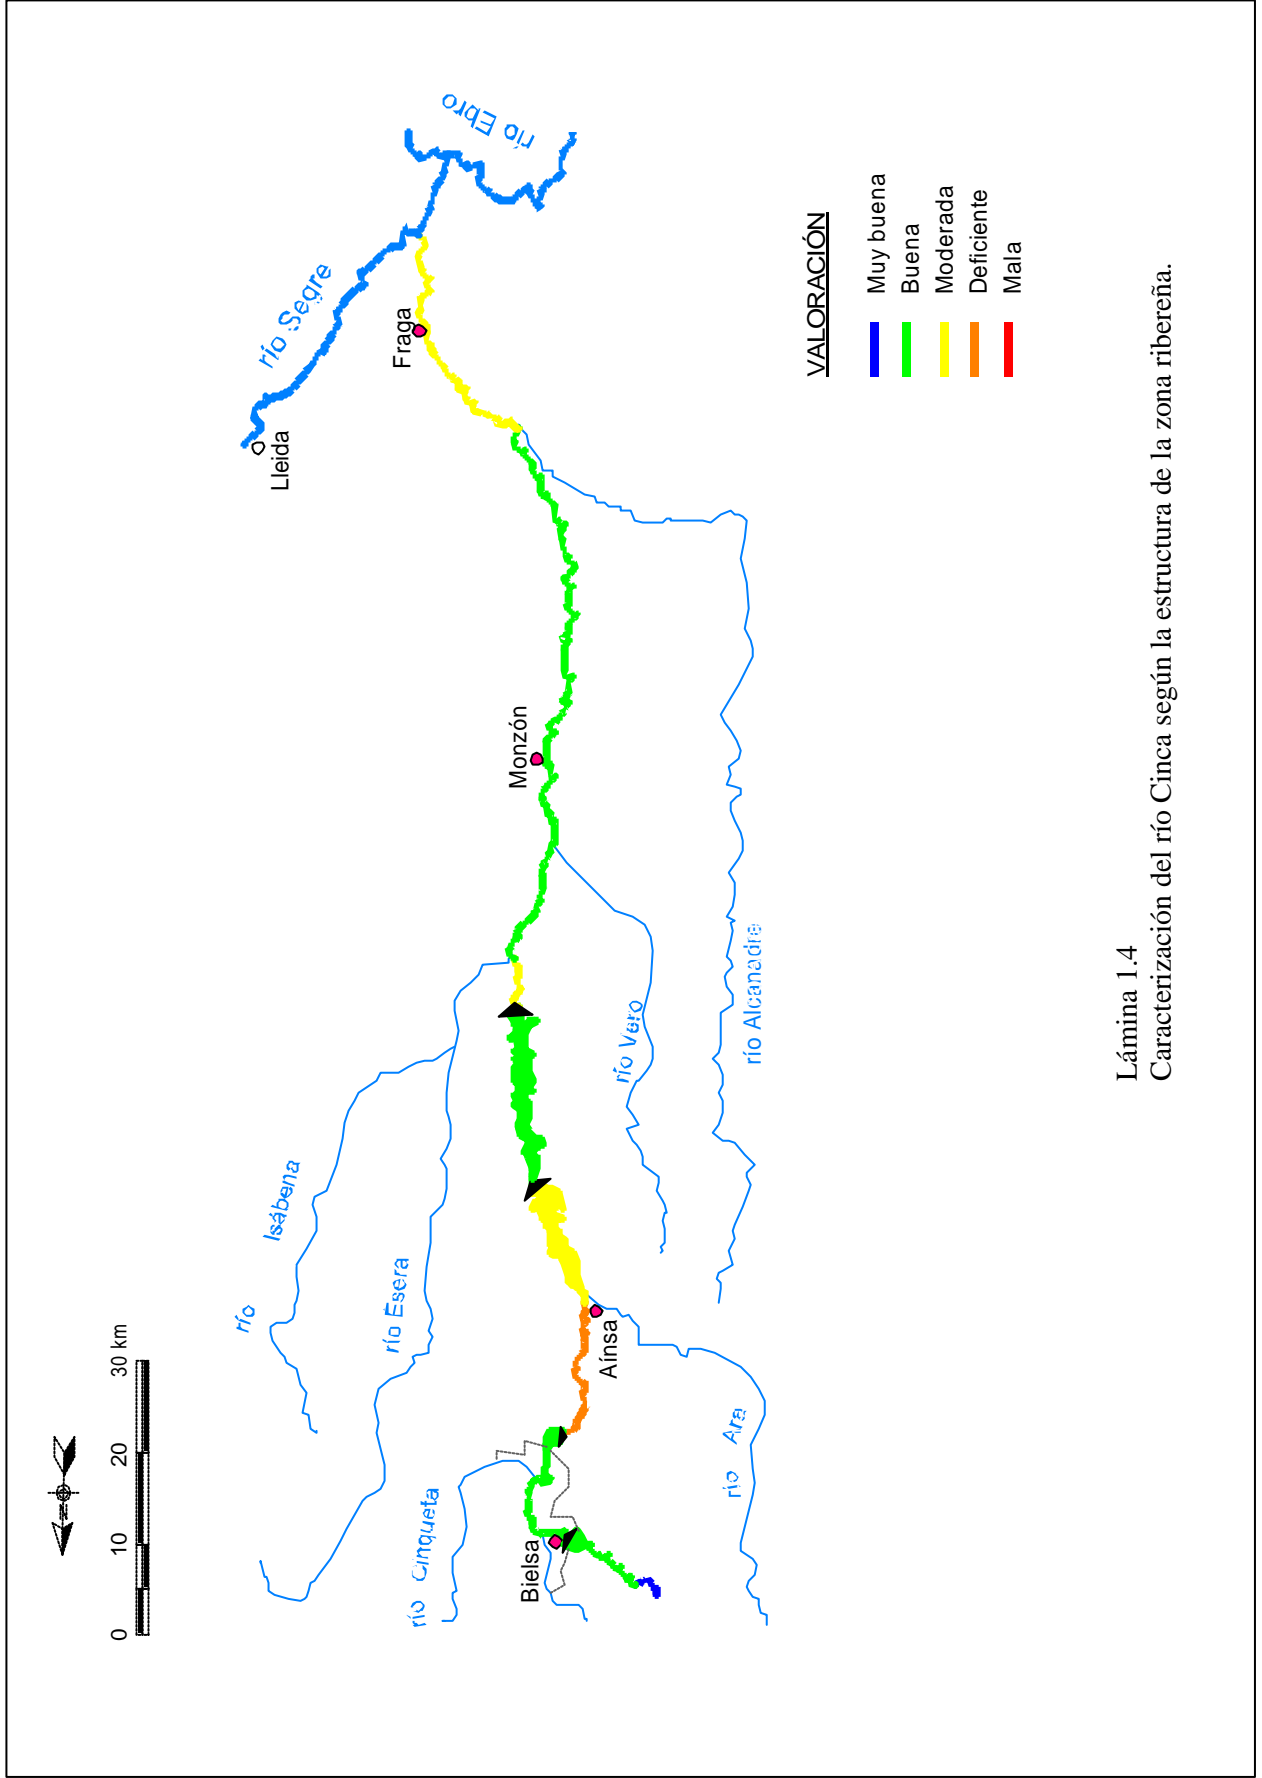 0 10 20 30 km
N
río Isábena
río Esera
río Cinqueta
río Segre
río Ebro
Lleida
Fraga
Monzón
Bielsa
Aínsa
río Vero
río Alcanadre
río Ara
VALORACIÓN
Muy buena
Buena
Moderada
Deficiente
Mala
Lámina 1.4
Caracterización del río Cinca según la estructura de la zona ribereña.